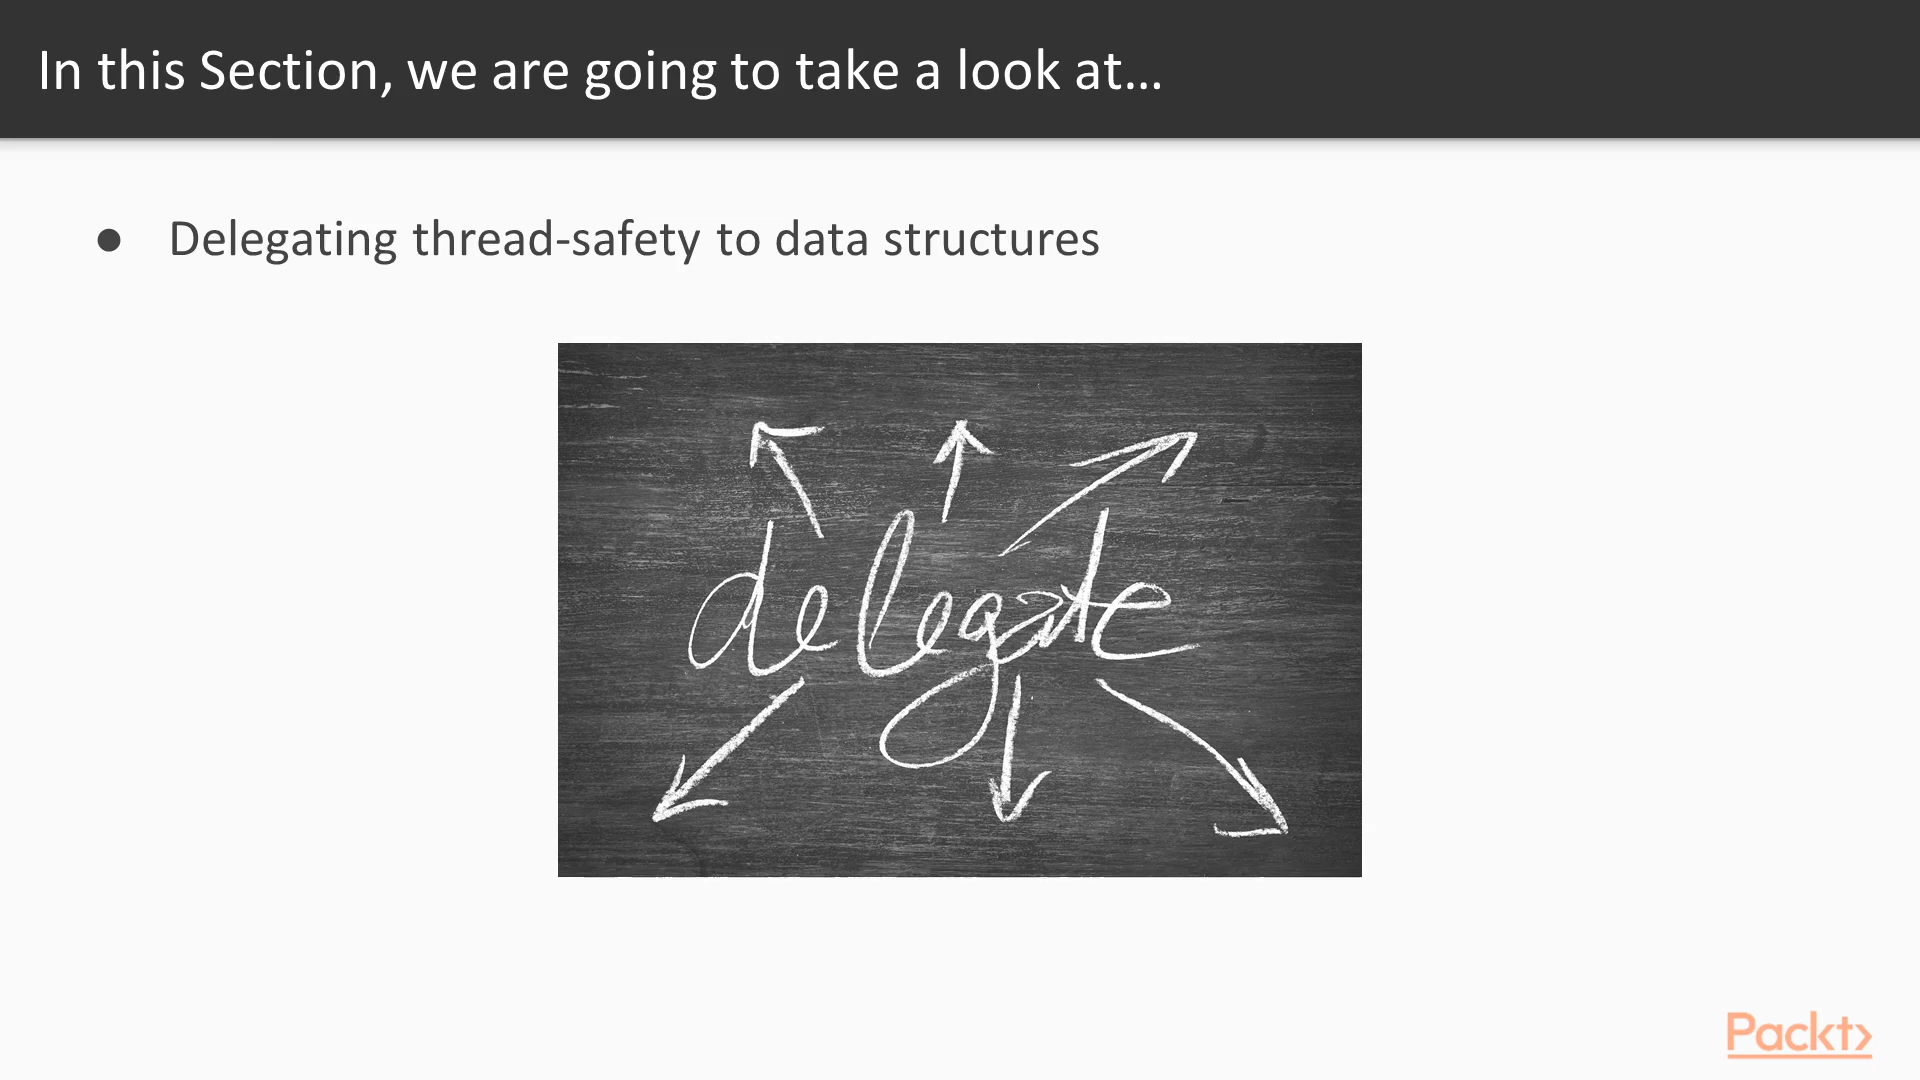 In this Section, we are going to take a look at...
● Delegating thread-safety to data structures
delegate
Packt>